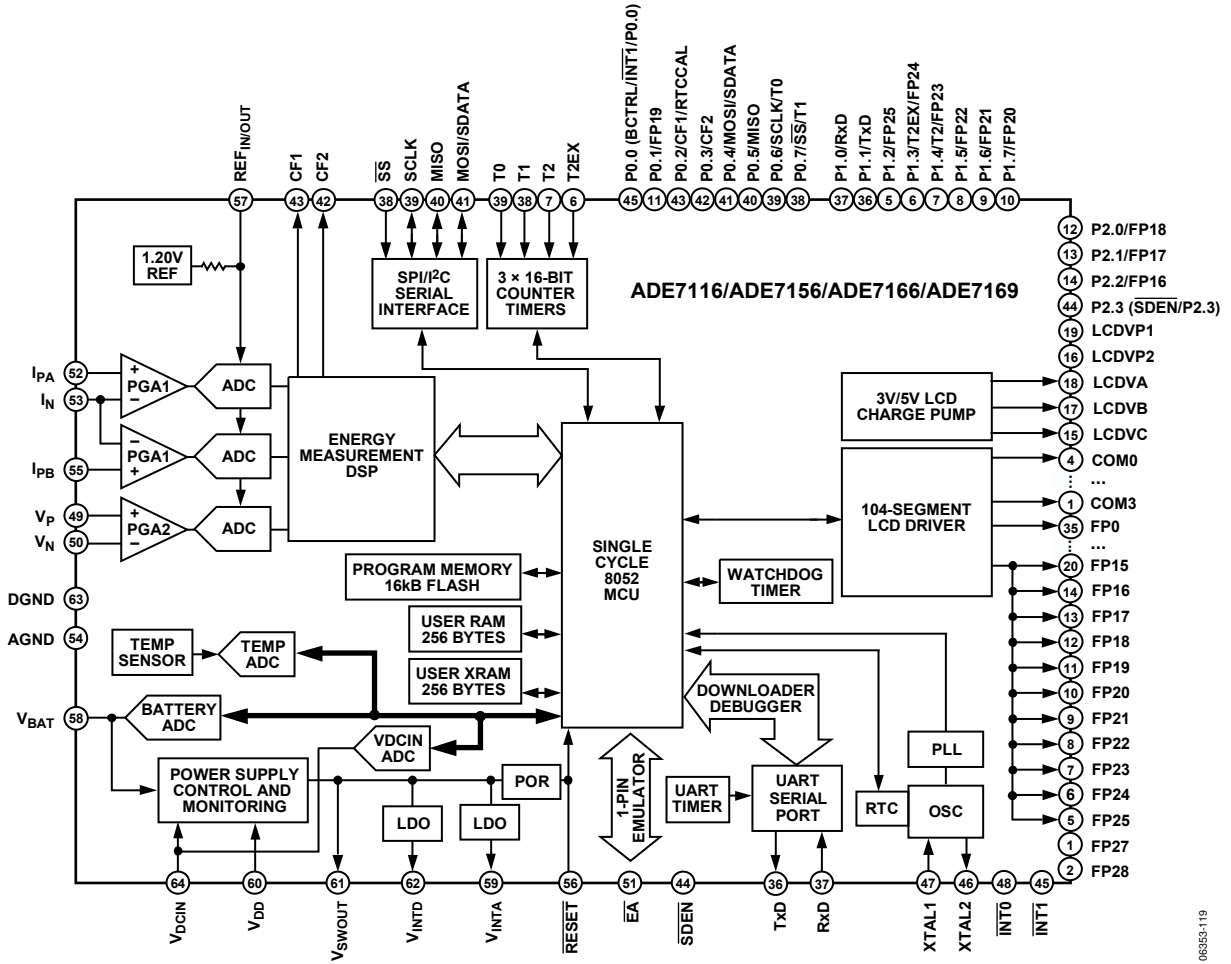 REF IN/OUT
CF1
CF2
SS
SCLK
MISO
MOSI/SDATA
T0
T1
T2
T2EX
P0.0 (BCTRL/INT1/P0.0)
P0.1/FP19
P0.2/CF1/RTCCAL
P0.3/CF2
P0.4/MOSI/SDATA
P0.5/MISO
P0.6/SCLK/T0
P0.7/SS/T1
P1.0/RxD
P1.1/TxD
P1.2/FP25
P1.3/T2EX/FP24
P1.4/T2/FP23
P1.5/FP22
P1.6/FP21
P1.7/FP20
57
43
42
38
39
40
41
39
38
7
6
45
11
43
42
41
40
39
38
37
36
5
6
7
8
9
10
12 P2.0/FP18
13 P2.1/FP17
14 P2.2/FP16
44 P2.3 (SDEN/P2.3)
19 LCDVP1
16 LCDVP2
18 LCDVA
17 LCDVB
15 LCDVC
4 COM0
...
1 COM3
35 FP0
...
20 FP15
14 FP16
13 FP17
12 FP18
11 FP19
10 FP20
9 FP21
8 FP22
7 FP23
6 FP24
5 FP25
1 FP27
2 FP28
1.20V
REF
SPI/I2C
SERIAL
INTERFACE
3 × 16-BIT
COUNTER
TIMERS
ADE7116/ADE7156/ADE7166/ADE7169
IPA 52
IN 53
IPB 55
VP 49
VN 50
DGND 63
AGND 54
VBAT 58
+
PGA1
−
ADC
−
PGA1
+
ADC
+
PGA2
−
ADC
ENERGY
MEASUREMENT
DSP
3V/5V LCD
CHARGE PUMP
104-SEGMENT
LCD DRIVER
SINGLE
CYCLE
8052
MCU
PROGRAM MEMORY
16kB FLASH
USER RAM
256 BYTES
USER XRAM
256 BYTES
WATCHDOG
TIMER
TEMP
SENSOR
TEMP
ADC
BATTERY
ADC
VDCIN
ADC
POWER SUPPLY
CONTROL AND
MONITORING
LDO
LDO
POR
1-PIN
EMULATOR
DOWNLOADER
DEBUGGER
UART
TIMER
UART
SERIAL
PORT
RTC
PLL
OSC
64
60
61
62
59
56
51
44
36
37
47
46
48
45
VDCIN
VDD
VSWOUT
VINTD
VINTA
RESET
EA
SDEN
TxD
RxD
XTAL1
XTAL2
INT0
INT1
06353-119